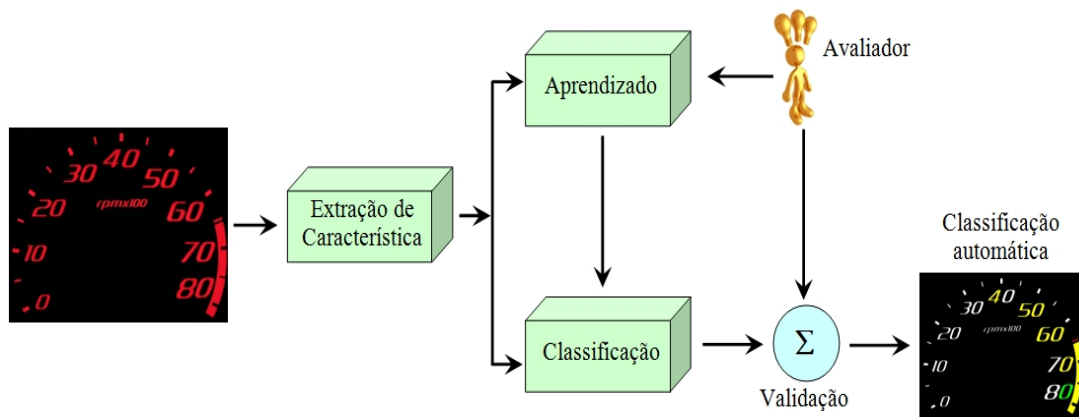 Avaliador
Aprendizado
0
10
20
30
40
50
60
70
80
rpmx100
Extração de
Característica
Classificação
Σ
Validação
Classificação
automática
0
10
20
30
40
50
60
70
80
rpmx100